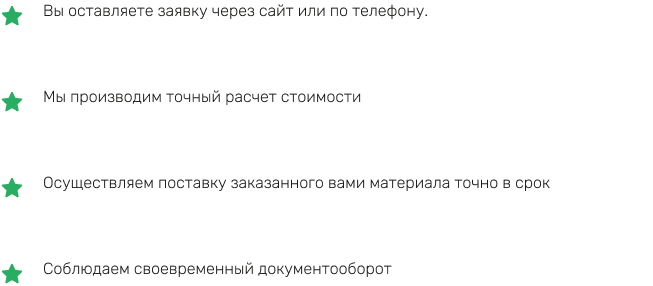 Вы оставляете заявку через сайт или по телефону.
Мы производим точный расчет стоимости
Осуществляем поставку заказанного вами материала точно в срок
Соблюдаем своевременный документооборот